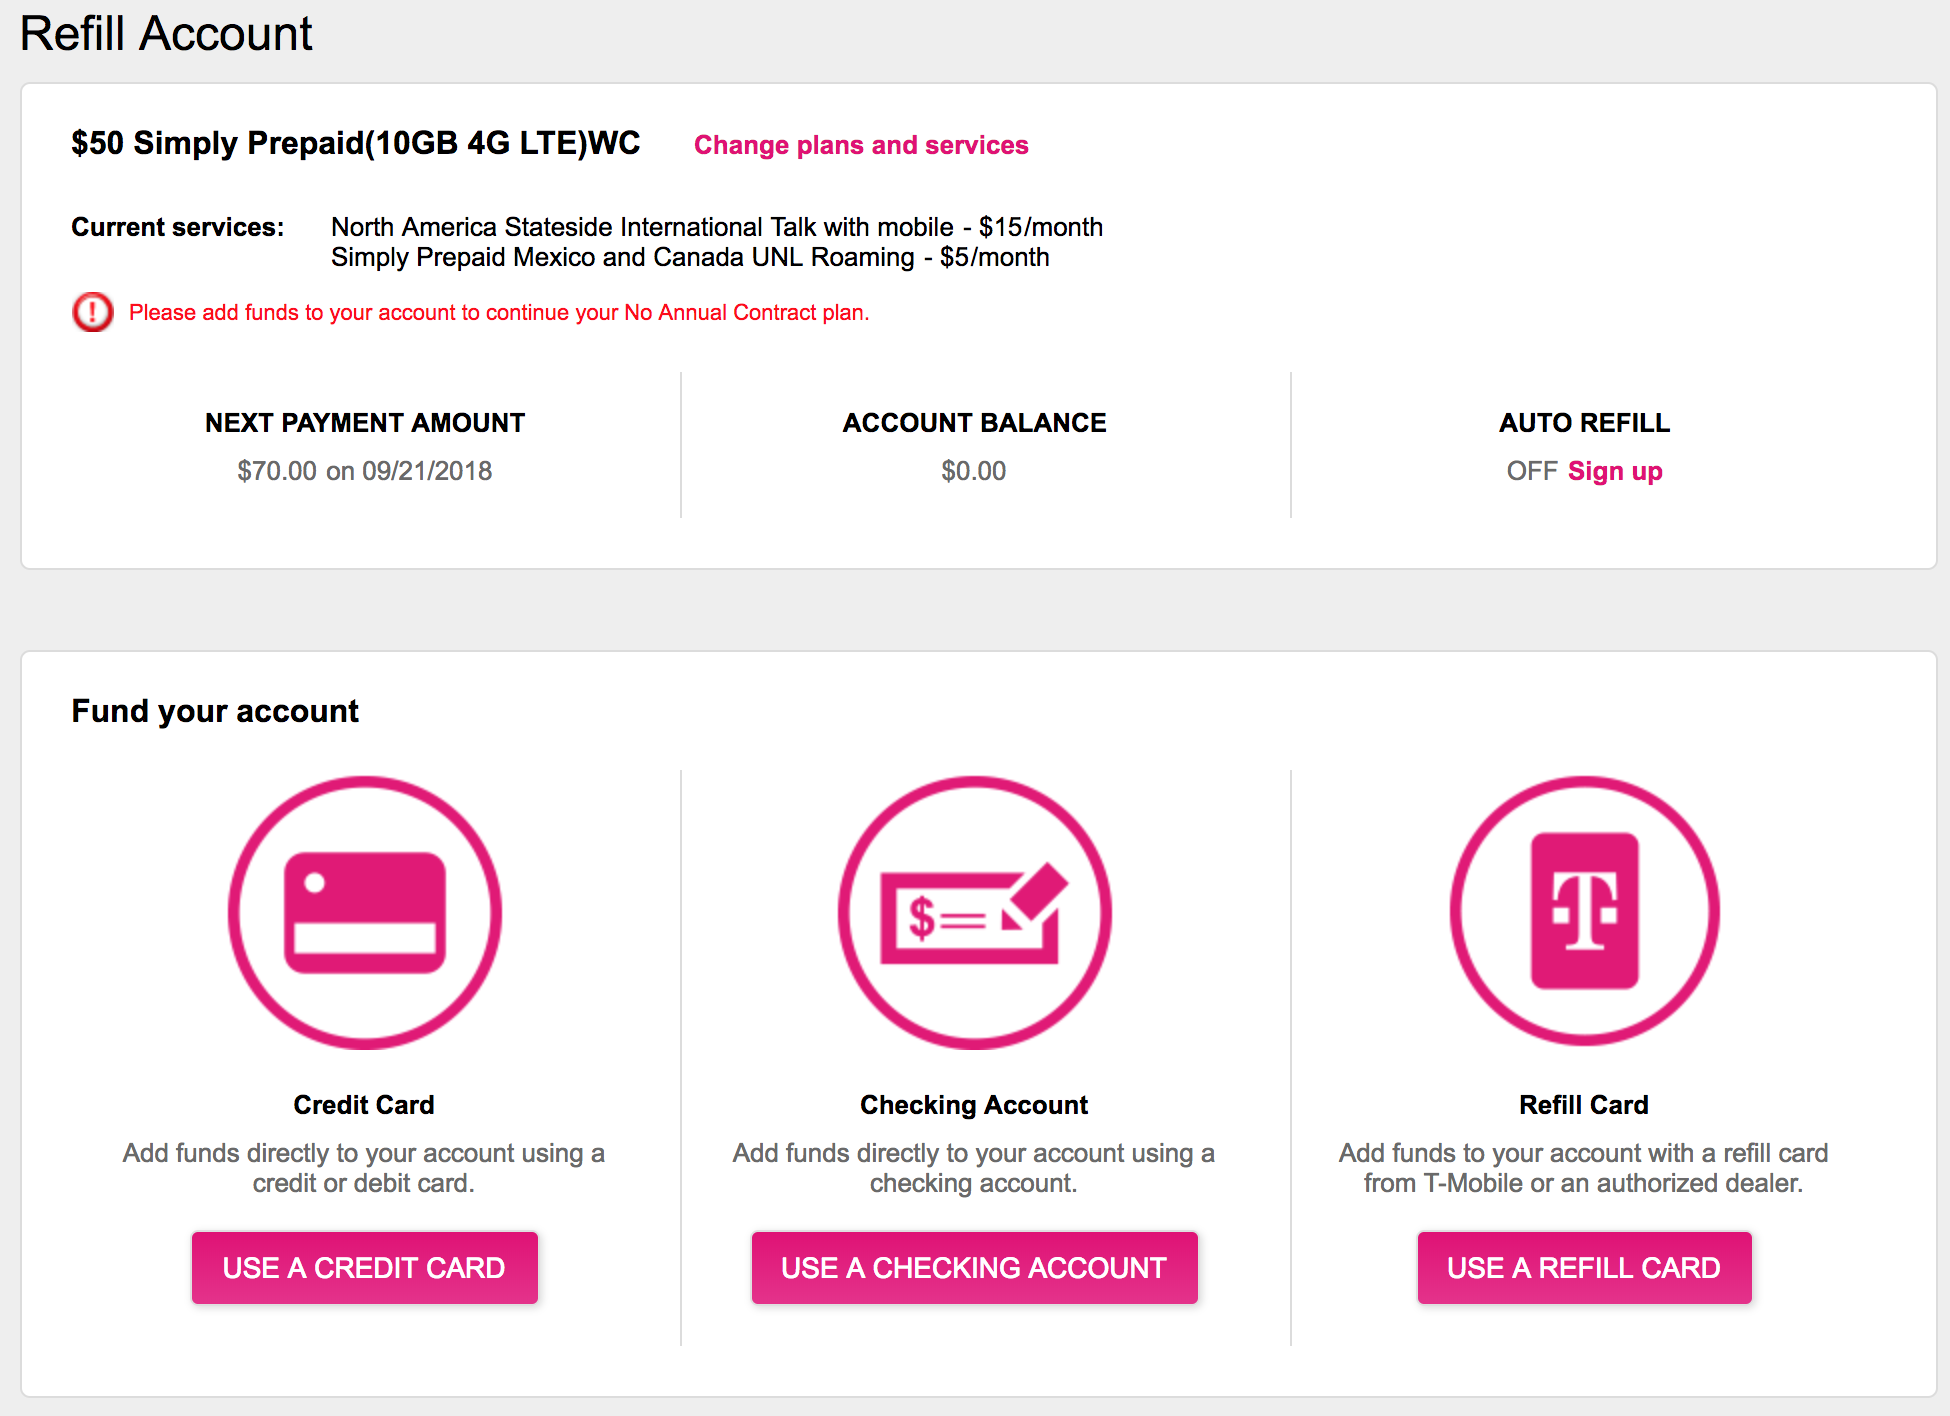 Refill Account
$50 Simply Prepaid(10GB 4G LTE)WC Change plans and services
Current services: North America Stateside International Talk with mobile - $15/month
Simply Prepaid Mexico and Canada UNL Roaming - $5/month
! Please add funds to your account to continue your No Annual Contract plan.
NEXT PAYMENT AMOUNT
$70.00 on 09/21/2018
ACCOUNT BALANCE
$0.00
AUTO REFILL
OFF Sign up
Fund your account
Credit Card
Add funds directly to your account using a
credit or debit card.
USE A CREDIT CARD
$=
Checking Account
Add funds directly to your account using a
checking account.
USE A CHECKING ACCOUNT
T
Refill Card
Add funds to your account with a refill card
from T-Mobile or an authorized dealer.
USE A REFILL CARD